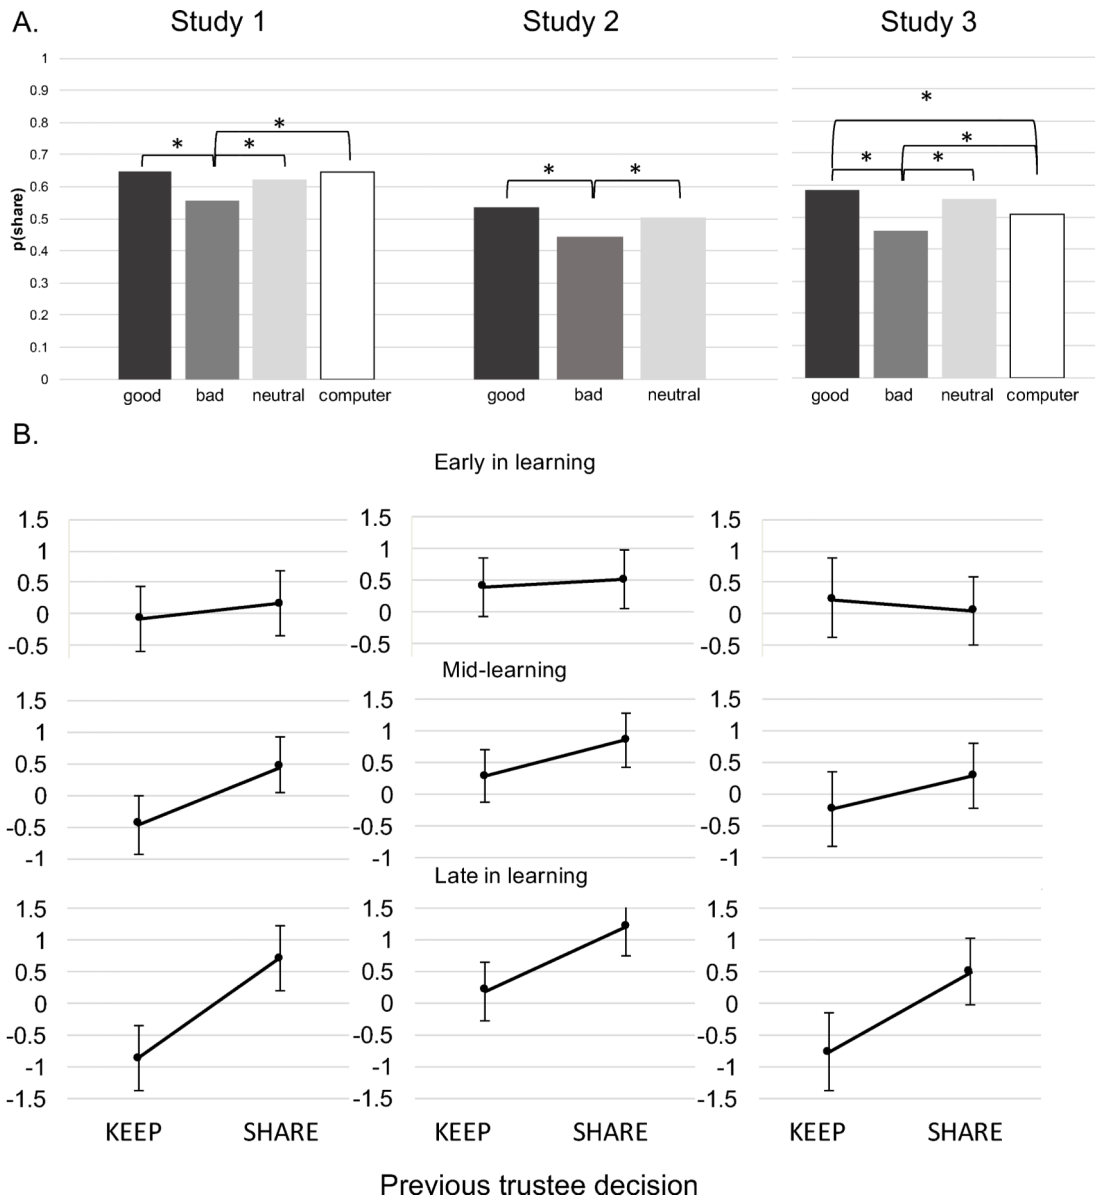 A.
Study 1
Study 2
Study 3
1
0.9
0.8
0.7
0.6
0.5
0.4
0.3
0.2
0.1
0
p(share)
*
*
*
*
*
*
*
*
*
good
bad
neutral
computer
good
bad
neutral
good
bad
neutral
computer
B.
Early in learning
1.5
1
0.5
0
-0.5
1.5
1
0.5
0
-0.5
1.5
1
0.5
0
-0.5
Mid-learning
1.5
1
0.5
0
-0.5
-1
1.5
1
0.5
0
-0.5
-1
1.5
1
0.5
0
-0.5
-1
Late in learning
1.5
1
0.5
0
-0.5
-1
-1.5
1.5
1
0.5
0
-0.5
-1
-1.5
1.5
1
0.5
0
-0.5
-1
-1.5
KEEP
SHARE
KEEP
SHARE
KEEP
SHARE
Previous trustee decision